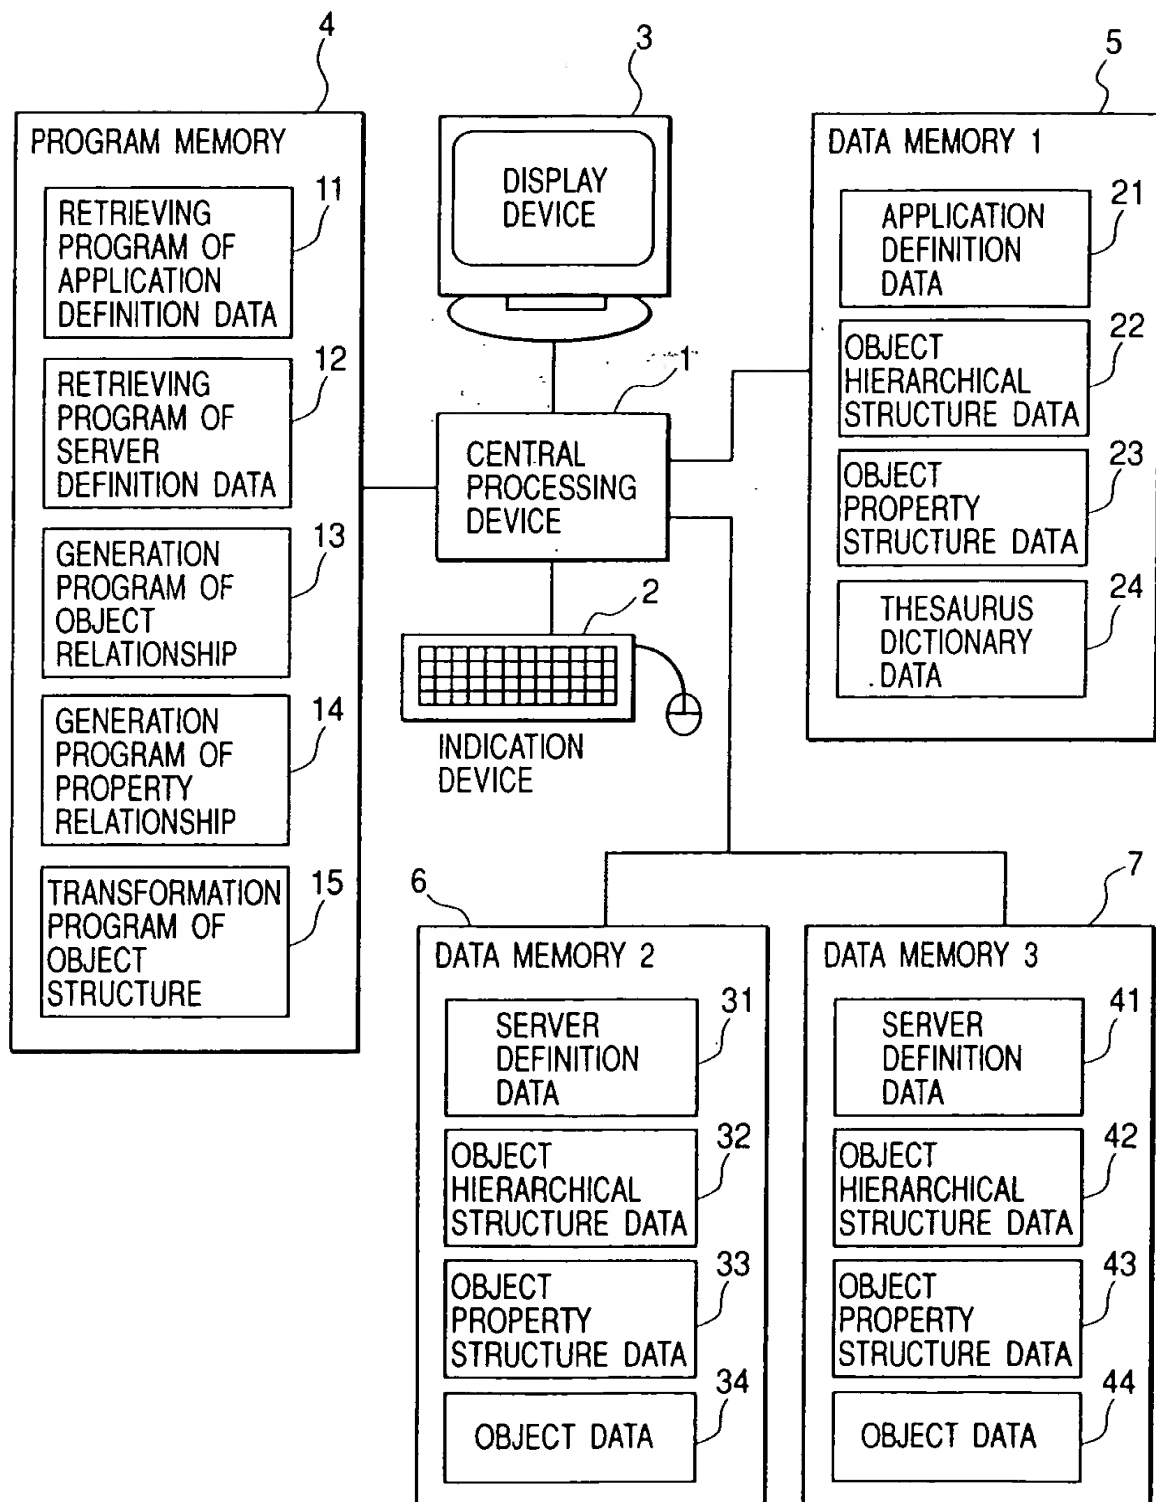 4
PROGRAM MEMORY
11
RETRIEVING
PROGRAM OF
APPLICATION
DEFINITION DATA
12
RETRIEVING
PROGRAM OF
SERVER
DEFINITION DATA
13
GENERATION
PROGRAM OF
OBJECT
RELATIONSHIP
14
GENERATION
PROGRAM OF
PROPERTY
RELATIONSHIP
15
TRANSFORMATION
PROGRAM OF
OBJECT
STRUCTURE
3
DISPLAY
DEVICE
1
CENTRAL
PROCESSING
DEVICE
2
INDICATION
DEVICE
5
DATA MEMORY 1
21
APPLICATION
DEFINITION
DATA
22
OBJECT
HIERARCHICAL
STRUCTURE DATA
23
OBJECT
PROPERTY
STRUCTURE DATA
24
THESAURUS
DICTIONARY
DATA
6
DATA MEMORY 2
31
SERVER
DEFINITION
DATA
32
OBJECT
HIERARCHICAL
STRUCTURE DATA
33
OBJECT
PROPERTY
STRUCTURE DATA
34
OBJECT DATA
7
DATA MEMORY 3
41
SERVER
DEFINITION
DATA
42
OBJECT
HIERARCHICAL
STRUCTURE DATA
43
OBJECT
PROPERTY
STRUCTURE DATA
44
OBJECT DATA